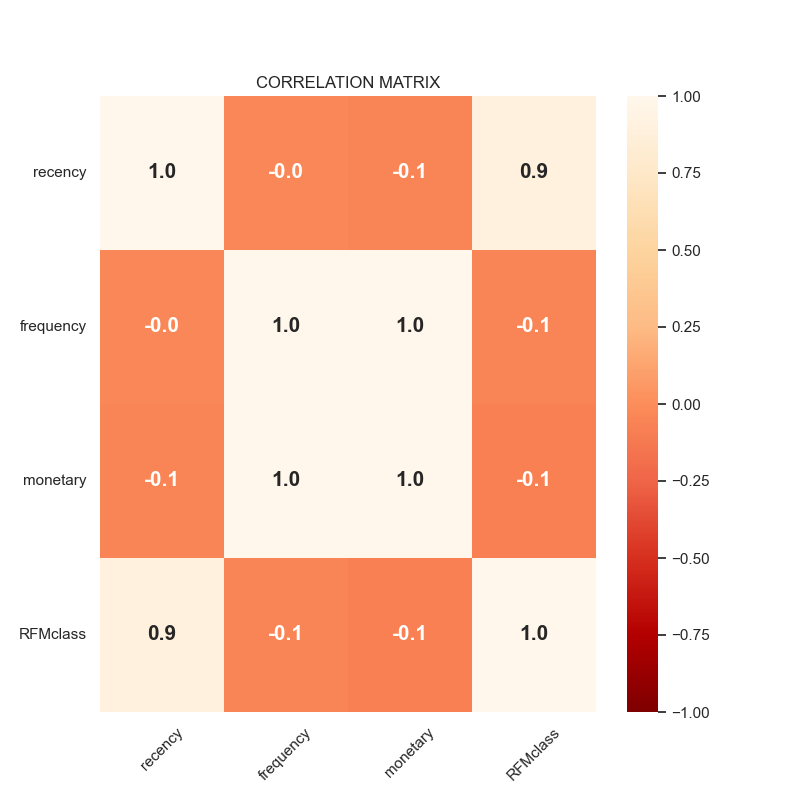 CORRELATION MATRIX
recency 1.0 -0.0 -0.1 0.9
frequency -0.0 1.0 1.0 -0.1
monetary -0.1 1.0 1.0 -0.1
RFMclass 0.9 -0.1 -0.1 1.0
recency frequency monetary RFMclass
1.00
0.75
0.50
0.25
0.00
−0.25
−0.50
−0.75
−1.00